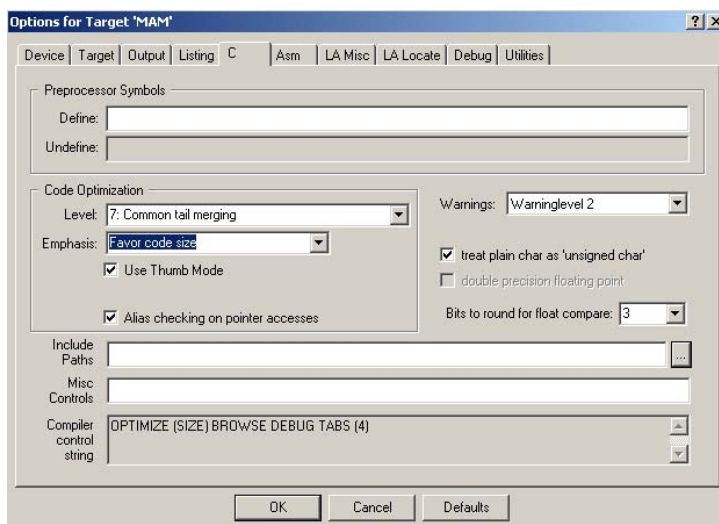 Options for Target 'MAM'
Device Target Output Listing C Asm LA Misc LA Locate Debug Utilities
Preprocessor Symbols
Define:
Undefine:
Code Optimization
Level: 7: Common tail merging
Emphasis: Favor code size
Use Thumb Mode
Alias checking on pointer accesses
Warnings: Warninglevel 2
treat plain char as 'unsigned char'
double precision floating point
Bits to round for float compare: 3
Include
Paths
...
Misc
Controls
Compiler
control
string
OPTIMIZE (SIZE) BROWSE DEBUG TABS (4)
OK Cancel Defaults